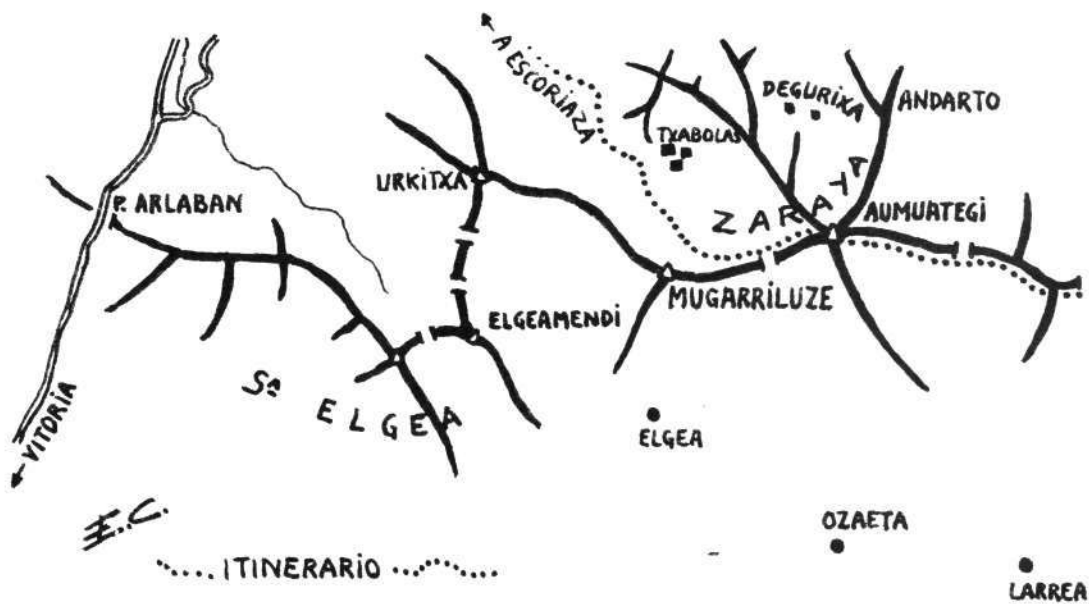 A ESCORIAZA
DEGURIXA
ANDARTO
TXABOLAS
URKITXA
P. ARLABAN
ZARAYA
AUMUATEGI
MUGARRILUZE
ELGEAMENDI
Sª ELGEA
ELGEA
VITORIA
E.C.
OZAETA
ITINERARIO
LARREA